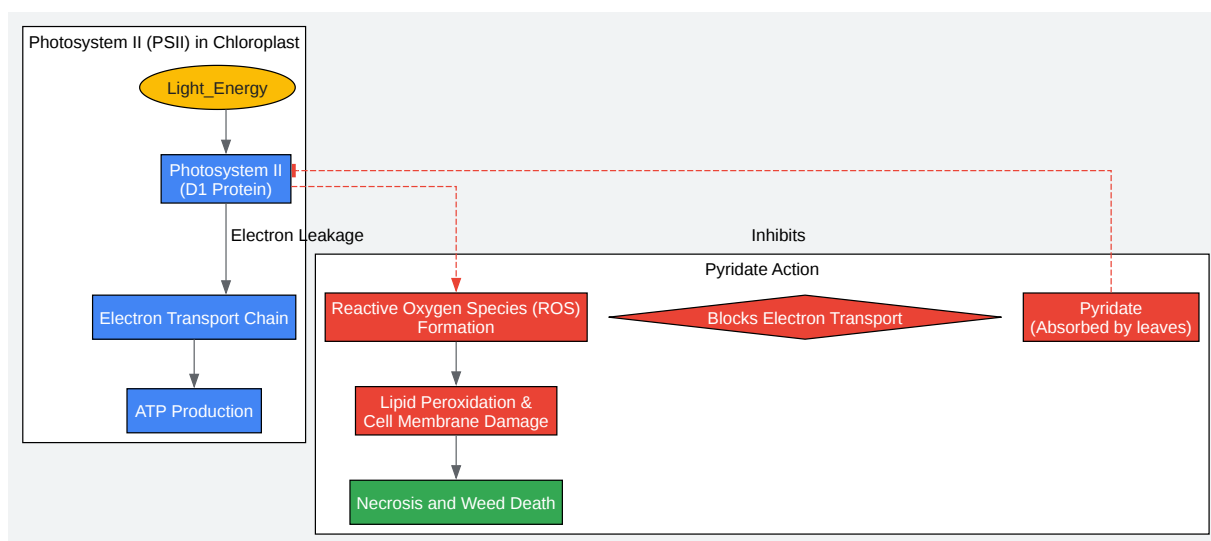 Photosystem II (PSII) in Chloroplast
Light_Energy
Photosystem II
(D1 Protein)
Electron Leakage
Inhibits
Electron Transport Chain
ATP Production
Pyridate Action
Reactive Oxygen Species (ROS)
Formation
Blocks Electron Transport
Pyridate
(Absorbed by leaves)
Lipid Peroxidation &
Cell Membrane Damage
Necrosis and Weed Death